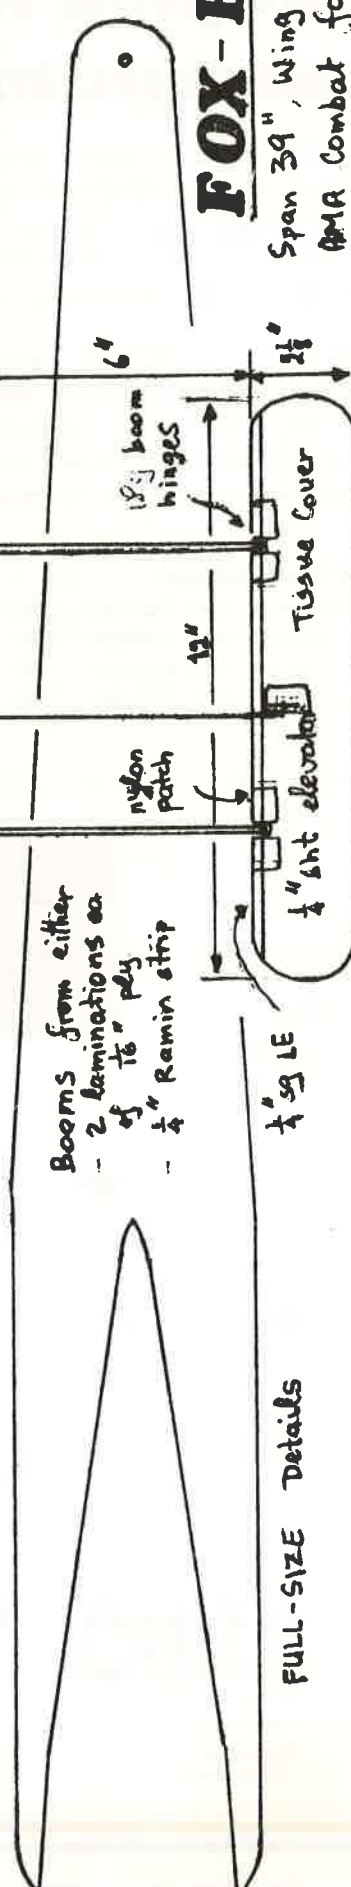 FOX-
Span 39", Wing
AMA Combat
6"
18g boom
hinges
12"
nylon
patch
Tissue Cover
1/4" sht elevator
1/4" sq LE
Booms from either
- 2 laminations ea
of 1/16" ply
- 1/4" Ramin strip
FULL-SIZE Details